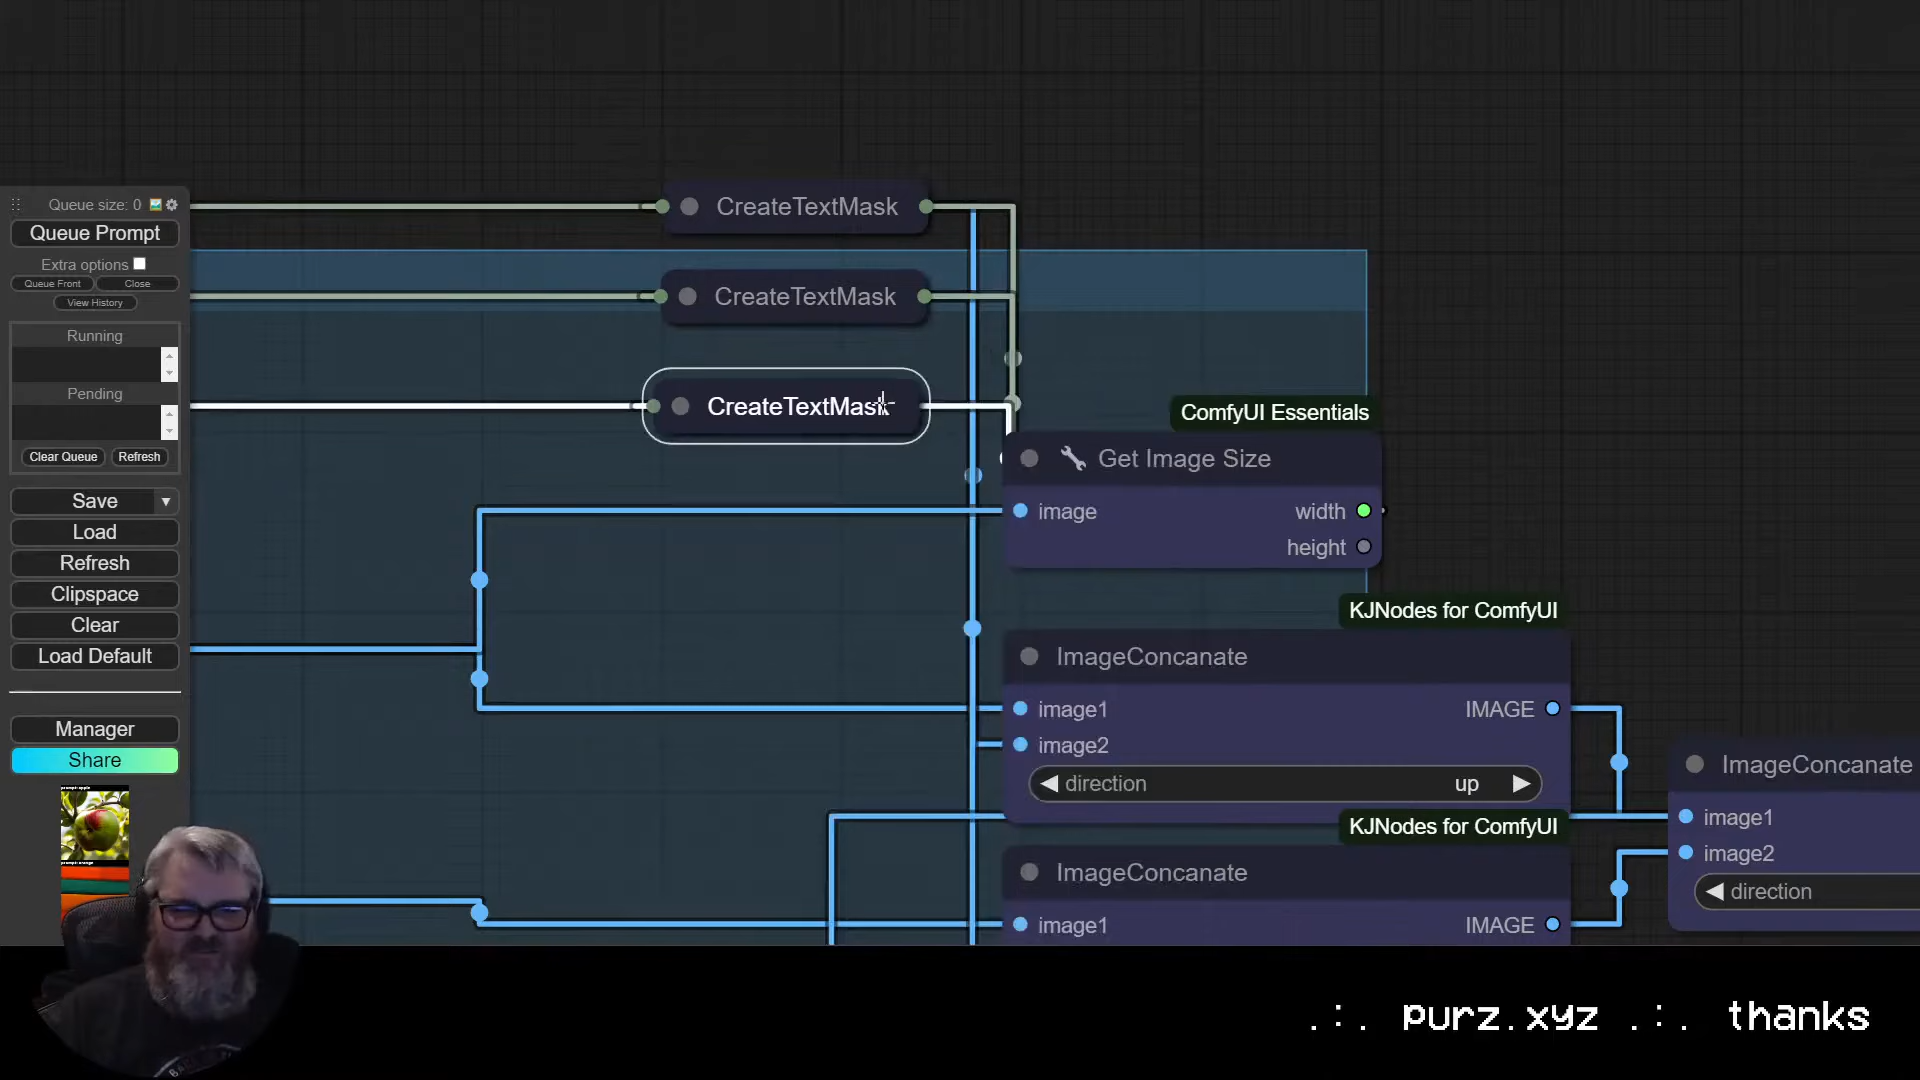 Queue size: 0
Queue Prompt
Extra options
Queue Front
Close
View History
Running
Pending
Clear Queue
Refresh
Save ▼
Load
Refresh
Clipspace
Clear
Load Default
Manager
Share
CreateTextMask
CreateTextMask
CreateTextMask
ComfyUI Essentials
Get Image Size
image
width
height
KJNodes for ComfyUI
ImageConcanate
image1
IMAGE
image2
direction
up
KJNodes for ComfyUI
ImageConcanate
image1
IMAGE
ImageConcanate
image1
image2
direction
.:. purz.xyz .:. thanks